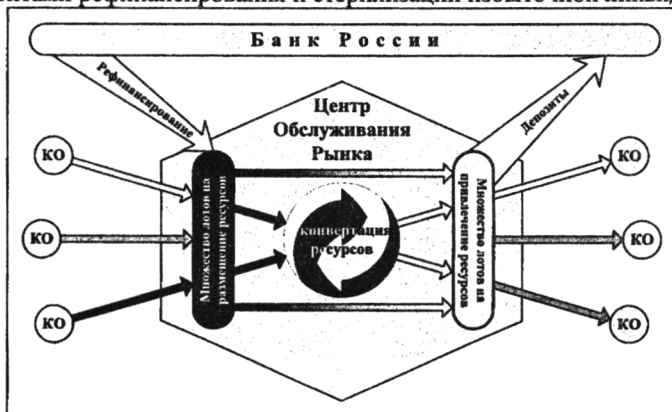 Банк России
Рефинансирование
Депозиты
Центр
Обслуживания
Рынка
КО
КО
КО
Множество лотов на
размещение ресурсов
конвертация
ресурсов
Множество лотов на
привлечение ресурсов
КО
КО
КО